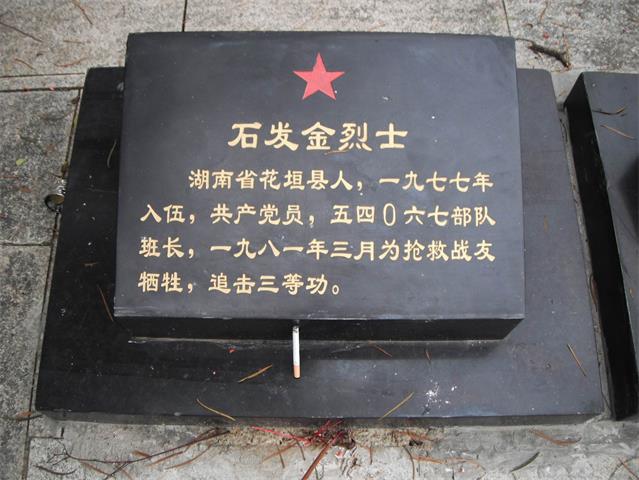 石发金烈士
湖南省花垣县人，一九七七年
入伍，共产党员，五四0六七部队
班长，一九八一年三月为抢救战友
牺牲，追击三等功。